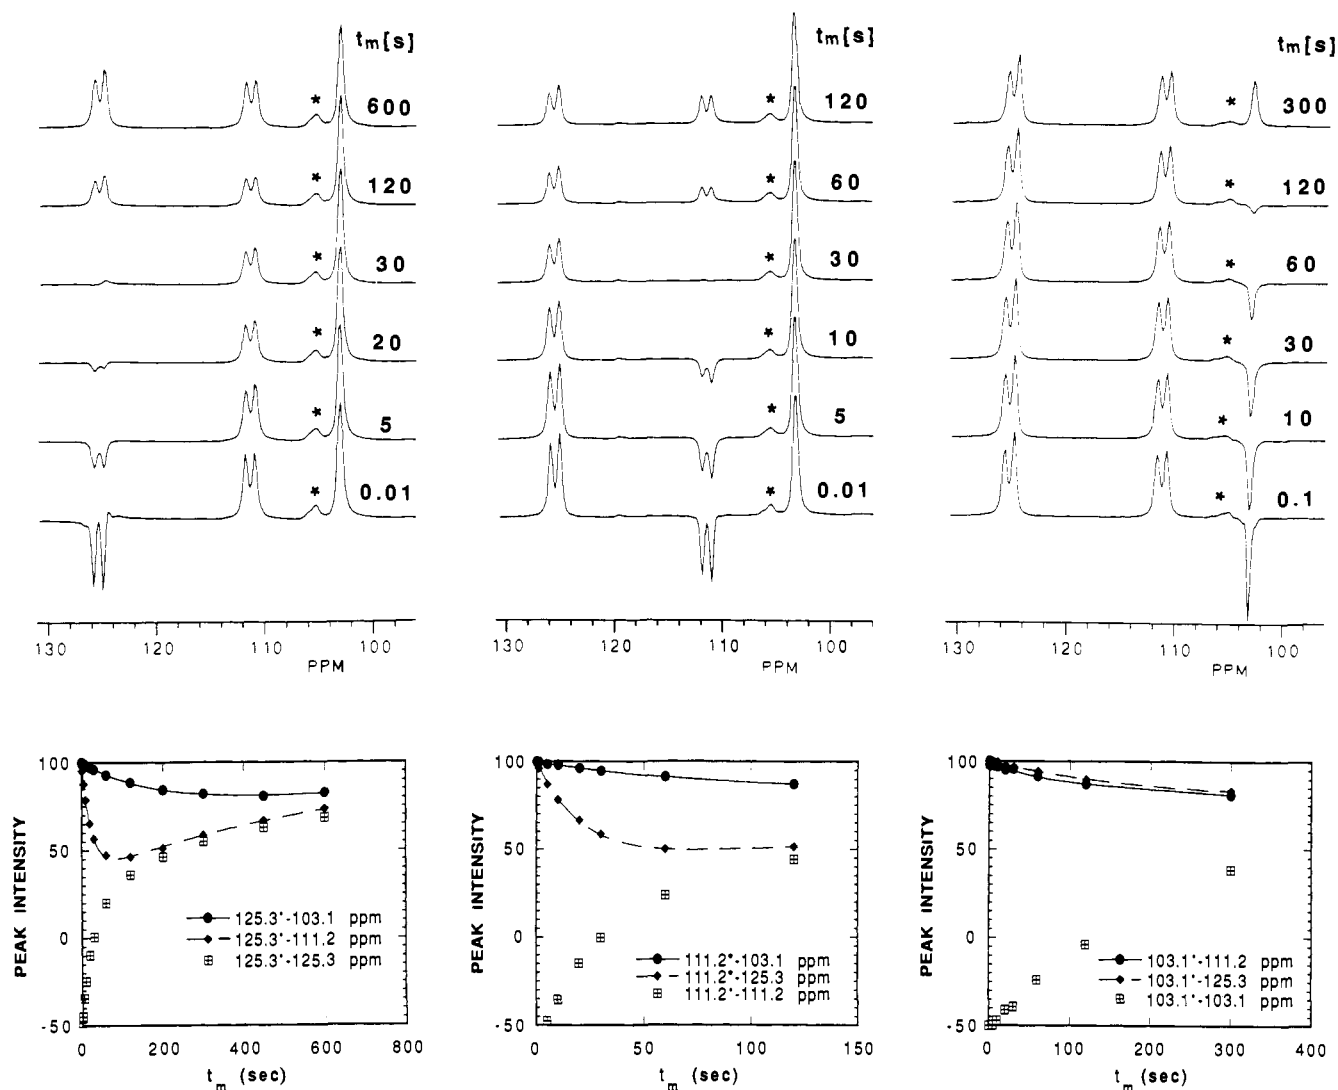 tm[s]
600
*
120
*
30
*
20
*
5
*
0.01
*
130
120
110
100
PPM
tm[s]
120
*
60
*
30
*
10
*
5
*
0.01
*
130
120
110
100
PPM
tm[s]
300
*
120
*
60
*
30
*
10
*
0.1
*
130
120
110
100
PPM
PEAK INTENSITY
100
50
0
-50
125.3*-103.1 ppm
125.3*-111.2 ppm
125.3*-125.3 ppm
0 200 400 600 800
tm (sec)
PEAK INTENSITY
100
50
0
-50
111.2*-103.1 ppm
111.2*-125.3 ppm
111.2*-111.2 ppm
0 50 100 150
tm (sec)
PEAK INTENSITY
100
50
0
-50
103.1*-111.2 ppm
103.1*-125.3 ppm
103.1*-103.1 ppm
0 100 200 300 400
tm (sec)